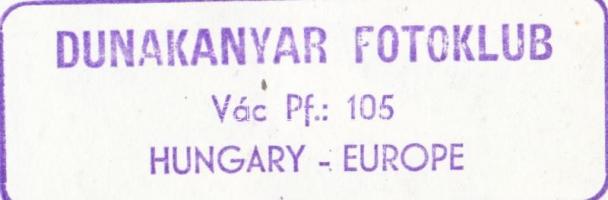 DUNAKANYAR FOTOKLUB
Vác Pf.: 105
HUNGARY - EUROPE